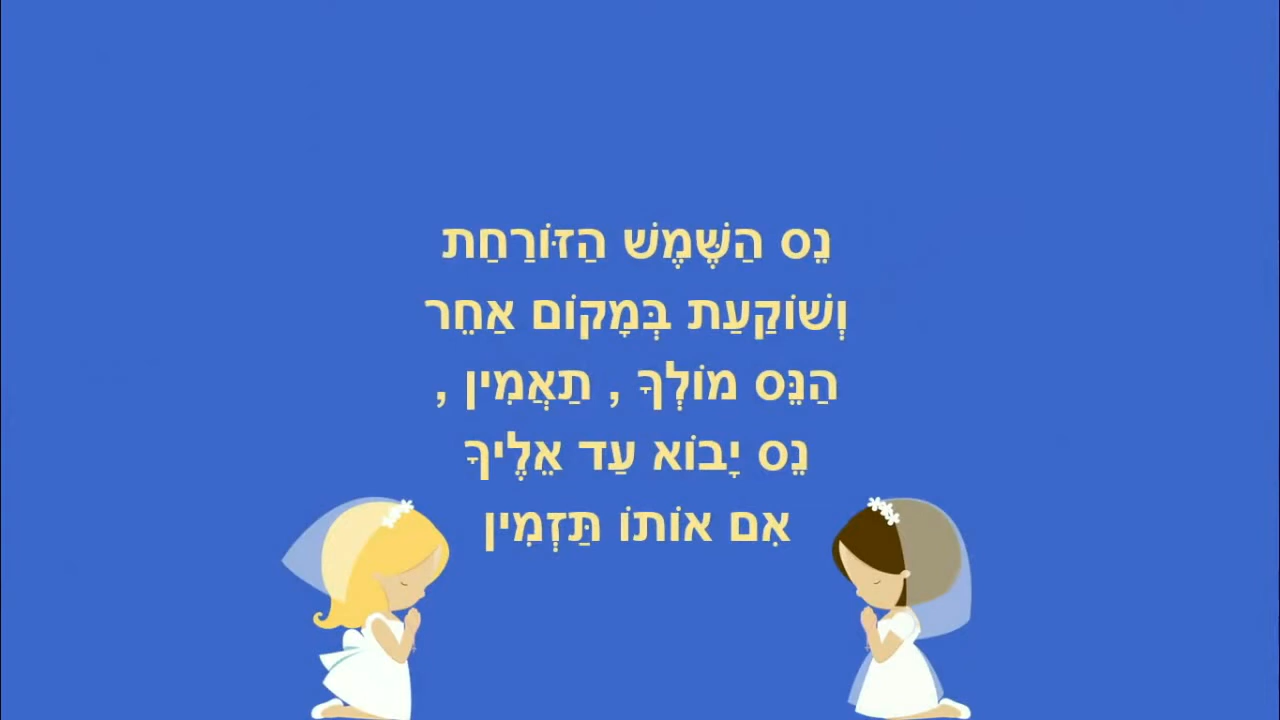 נֵס הַשֶּׁמֶשׁ הַזּוֹרַחַת
וְשׁוֹקַעַת בְּמָקוֹם אַחֵר
הַנֵּס מוֹלְךָ , תַאֲמִין ,
נֵס יָבוֹא עַד אֵלֶיךָ
אִם אוֹתוֹ תַּזְמִין